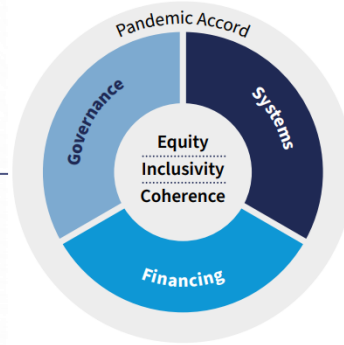 Pandemic Accord
Governance
Systems
Equity
Inclusivity
Coherence
Financing